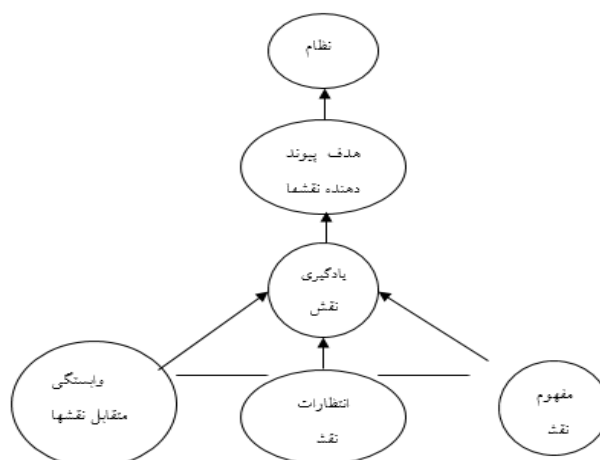 نظام
هدف پیوند
دهنده نقشها
یادگیری
نقش
مفهوم
نقش
انتظارات
نقش
وابستگی
متقابل نقشها